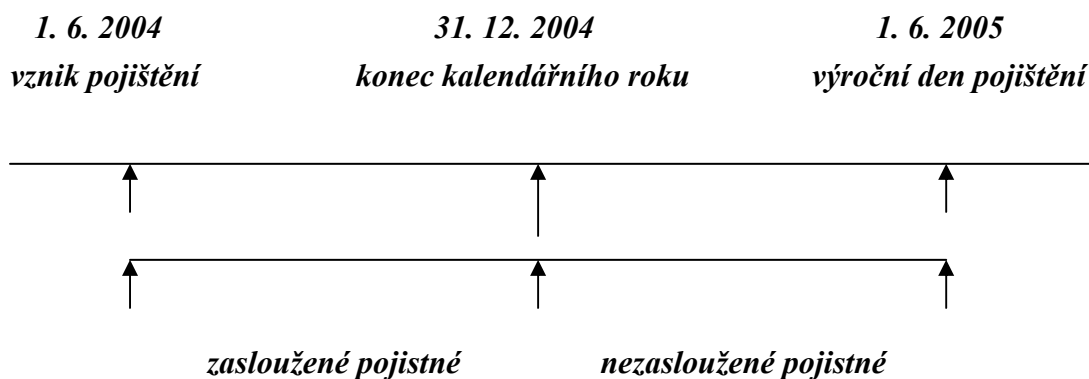 1. 6. 2004 31. 12. 2004 1. 6. 2005
vznik pojištění konec kalendářního roku výroční den pojištění
zasloužené pojistné nezasloužené pojistné